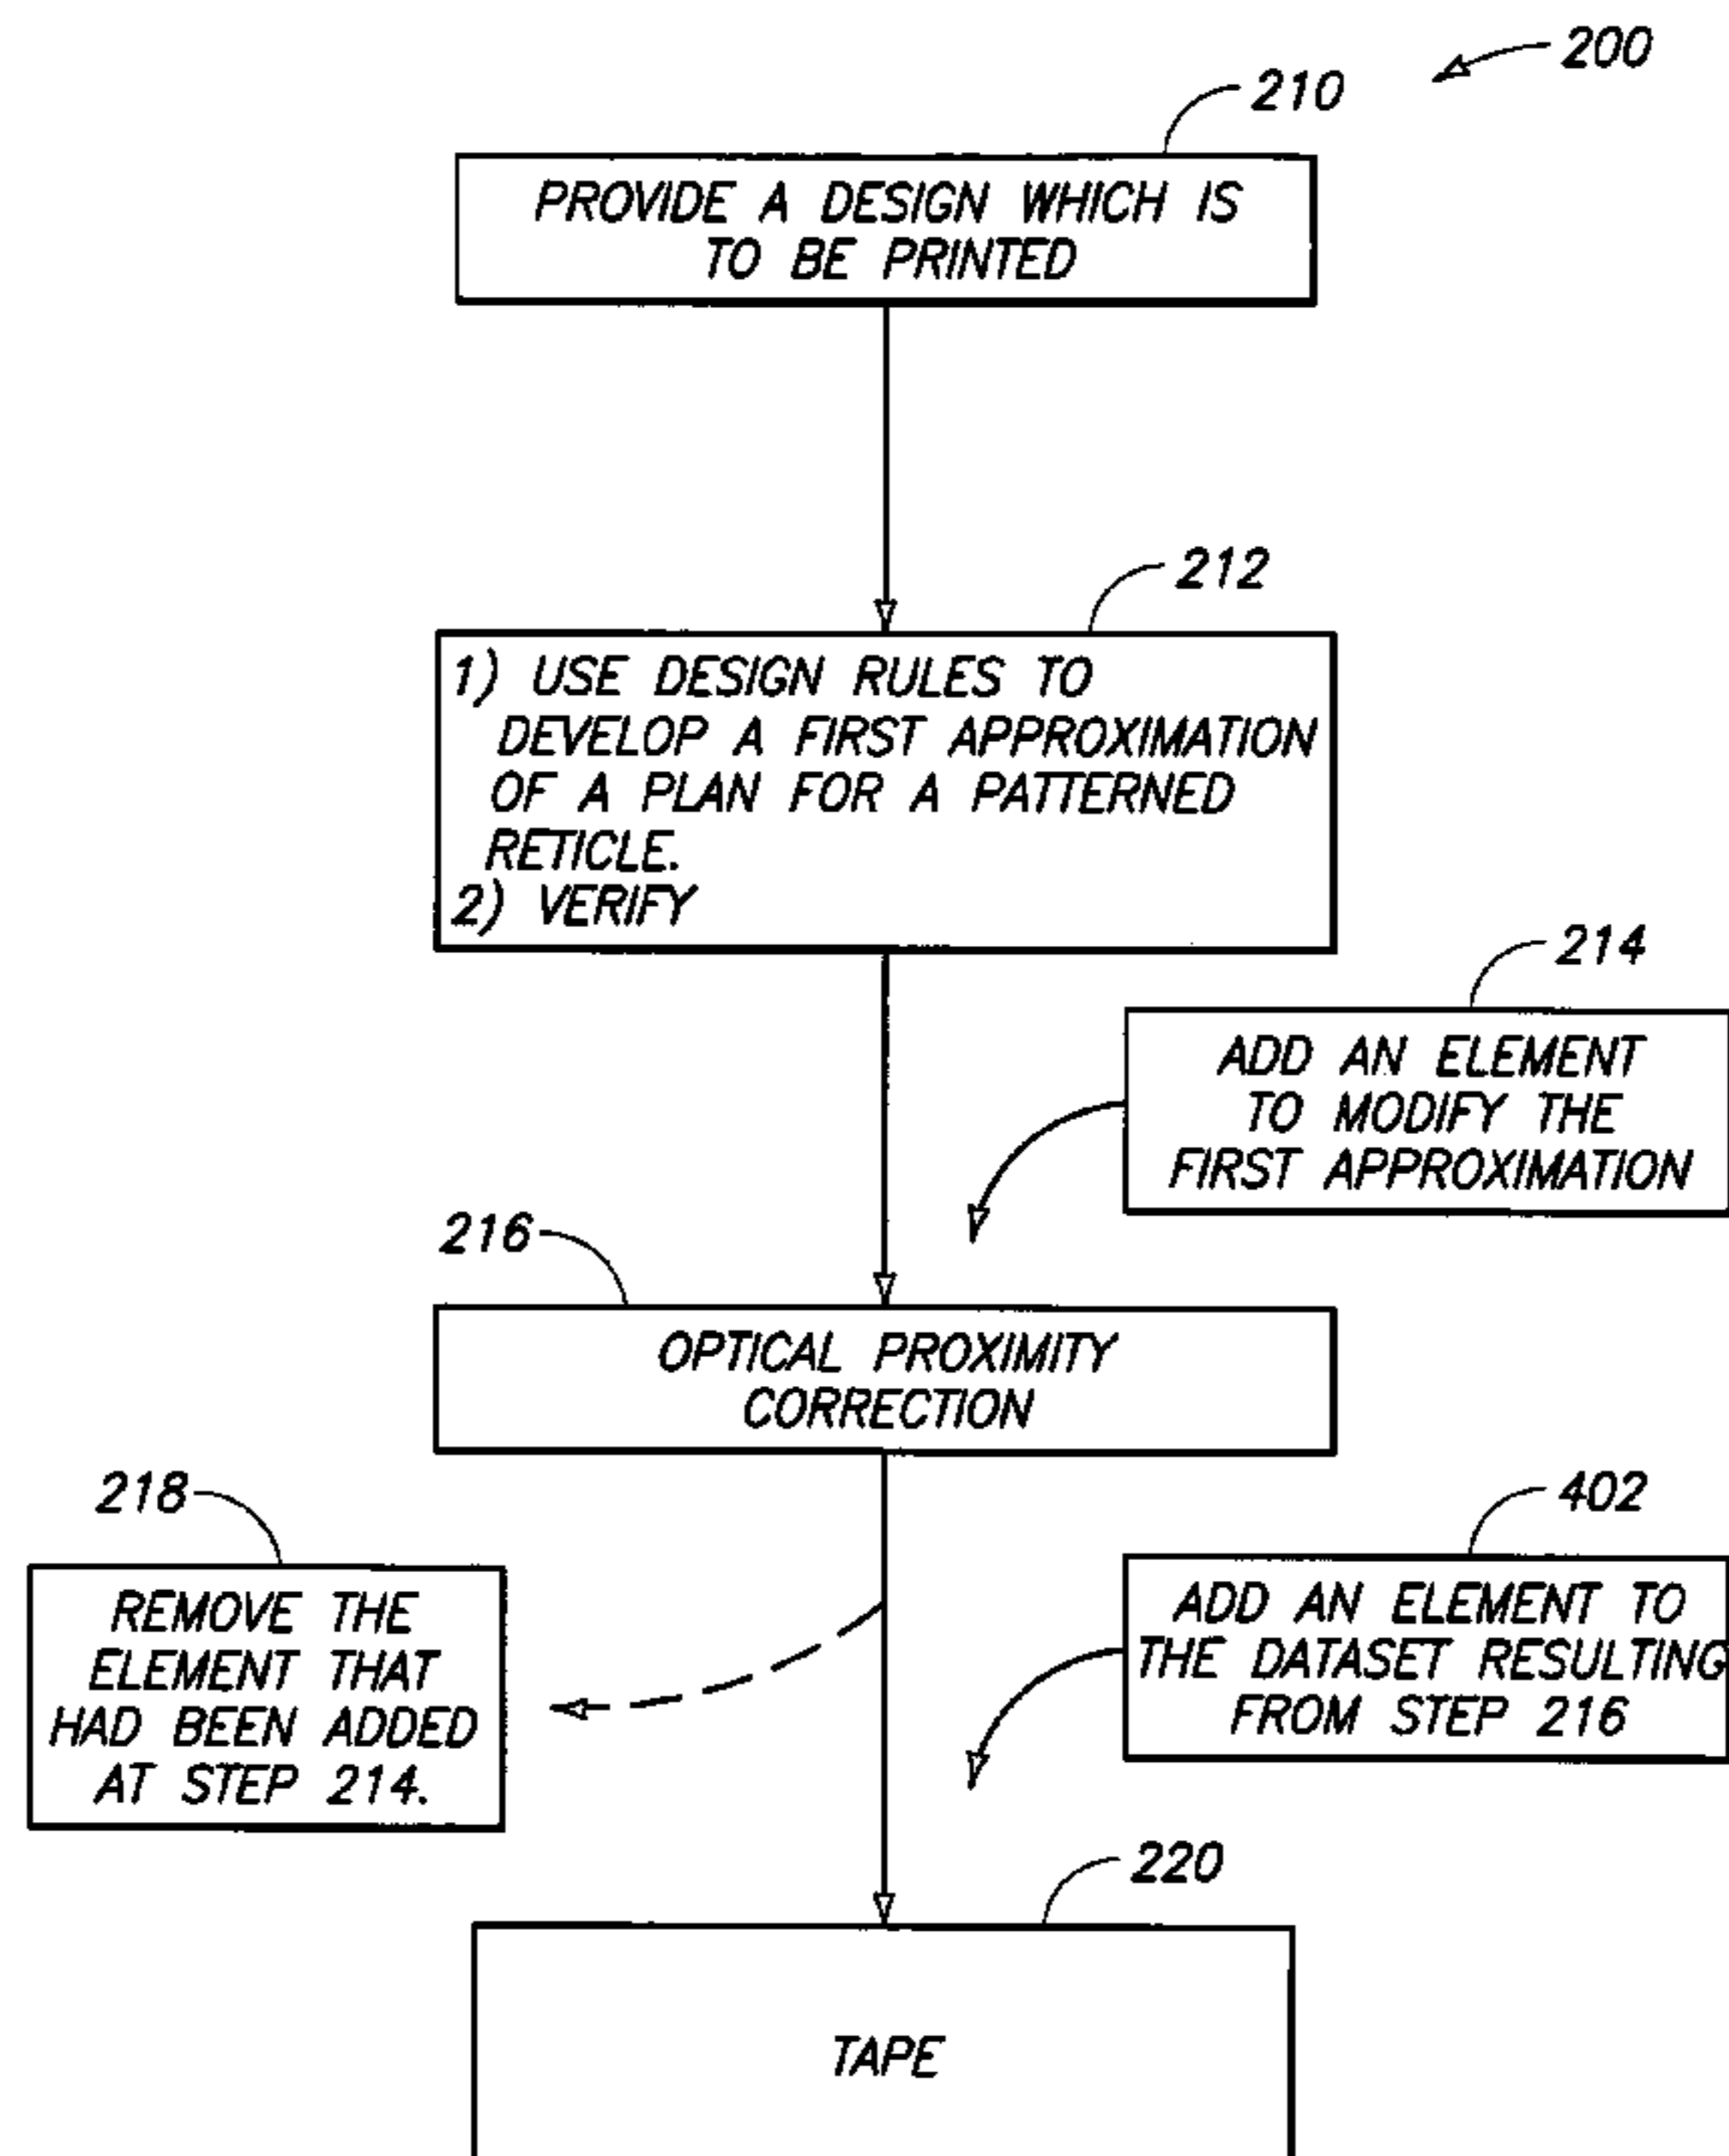 200
210
PROVIDE A DESIGN WHICH IS
TO BE PRINTED
212
1) USE DESIGN RULES TO
DEVELOP A FIRST APPROXIMATION
OF A PLAN FOR A PATTERNED
RETICLE.
2) VERIFY
214
ADD AN ELEMENT
TO MODIFY THE
FIRST APPROXIMATION
216
OPTICAL PROXIMITY
CORRECTION
218
REMOVE THE
ELEMENT THAT
HAD BEEN ADDED
AT STEP 214.
402
ADD AN ELEMENT TO
THE DATASET RESULTING
FROM STEP 216
220
TAPE